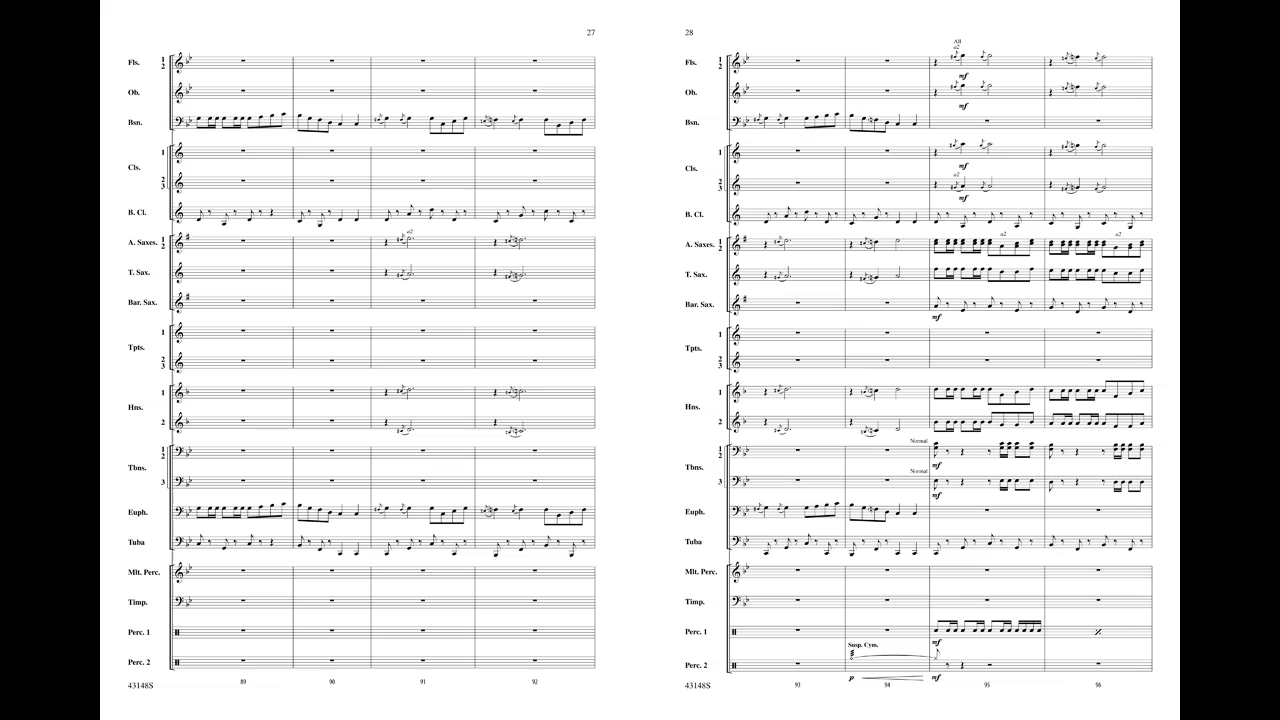 27
Fls. 1 2
Ob.
Bsn.
Cls. 1
2 3
B. Cl.
A. Saxes. 1 2
a2
T. Sax.
Bar. Sax.
Tpts. 1
2 3
Hns. 1
2
Tbns. 1 2
3
Euph.
Tuba
Mlt. Perc.
Timp.
Perc. 1
Perc. 2
43148S
89 90 91 92
28
All
a2
Fls. 1 2
mf
Ob.
mf
Bsn.
Cls. 1
mf
a2
2 3
mf
B. Cl.
A. Saxes. 1 2
a2 a2
T. Sax.
Bar. Sax.
mf
Tpts. 1
2 3
Hns. 1
2
Normal
Tbns. 1 2
mf
Normal
3
mf
Euph.
Tuba
Mlt. Perc.
Timp.
Perc. 1
mf
Susp. Cym.
Perc. 2
p mf
43148S
93 94 95 96